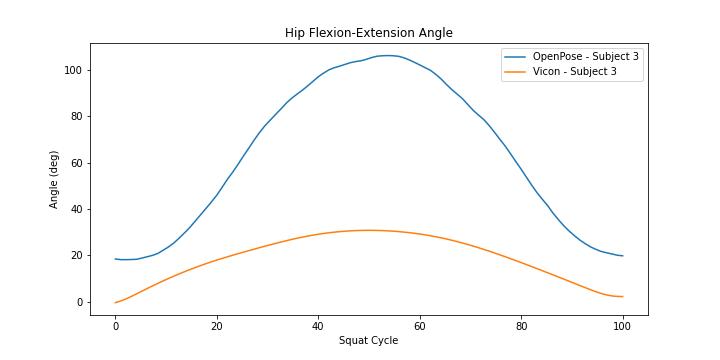 Hip Flexion-Extension Angle
OpenPose - Subject 3
Vicon - Subject 3
Angle (deg)
100
80
60
40
20
0
0 20 40 60 80 100
Squat Cycle